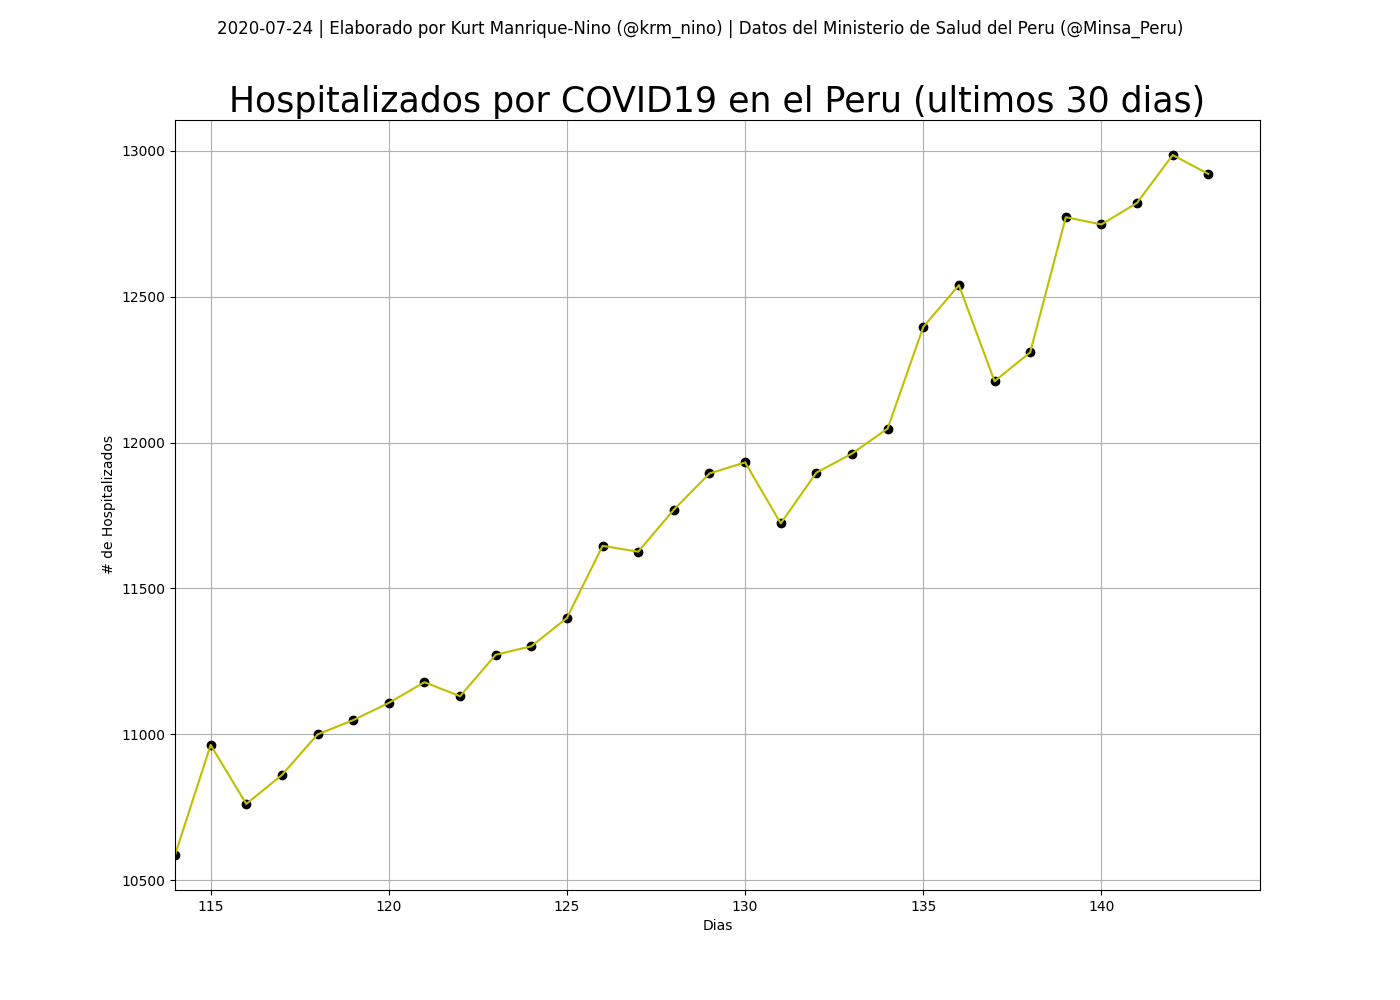 2020-07-24 | Elaborado por Kurt Manrique-Nino (@krm_nino) | Datos del Ministerio de Salud del Peru (@Minsa_Peru)
Hospitalizados por COVID19 en el Peru (ultimos 30 dias)
# de Hospitalizados
13000
12500
12000
11500
11000
10500
115 120 125 130 135 140
Dias